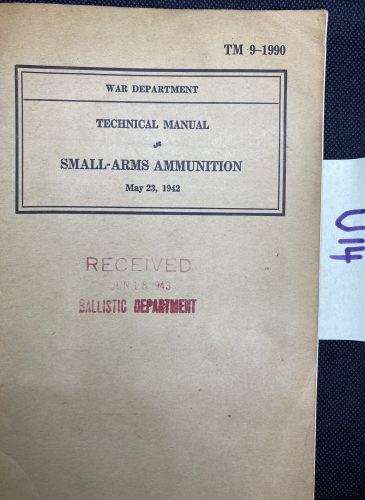 TM 9-1990
WAR DEPARTMENT
TECHNICAL MANUAL
SMALL-ARMS AMMUNITION
May 23, 1942
RECEIVED
JUN 18 1943
BALLISTIC DEPARTMENT
U14